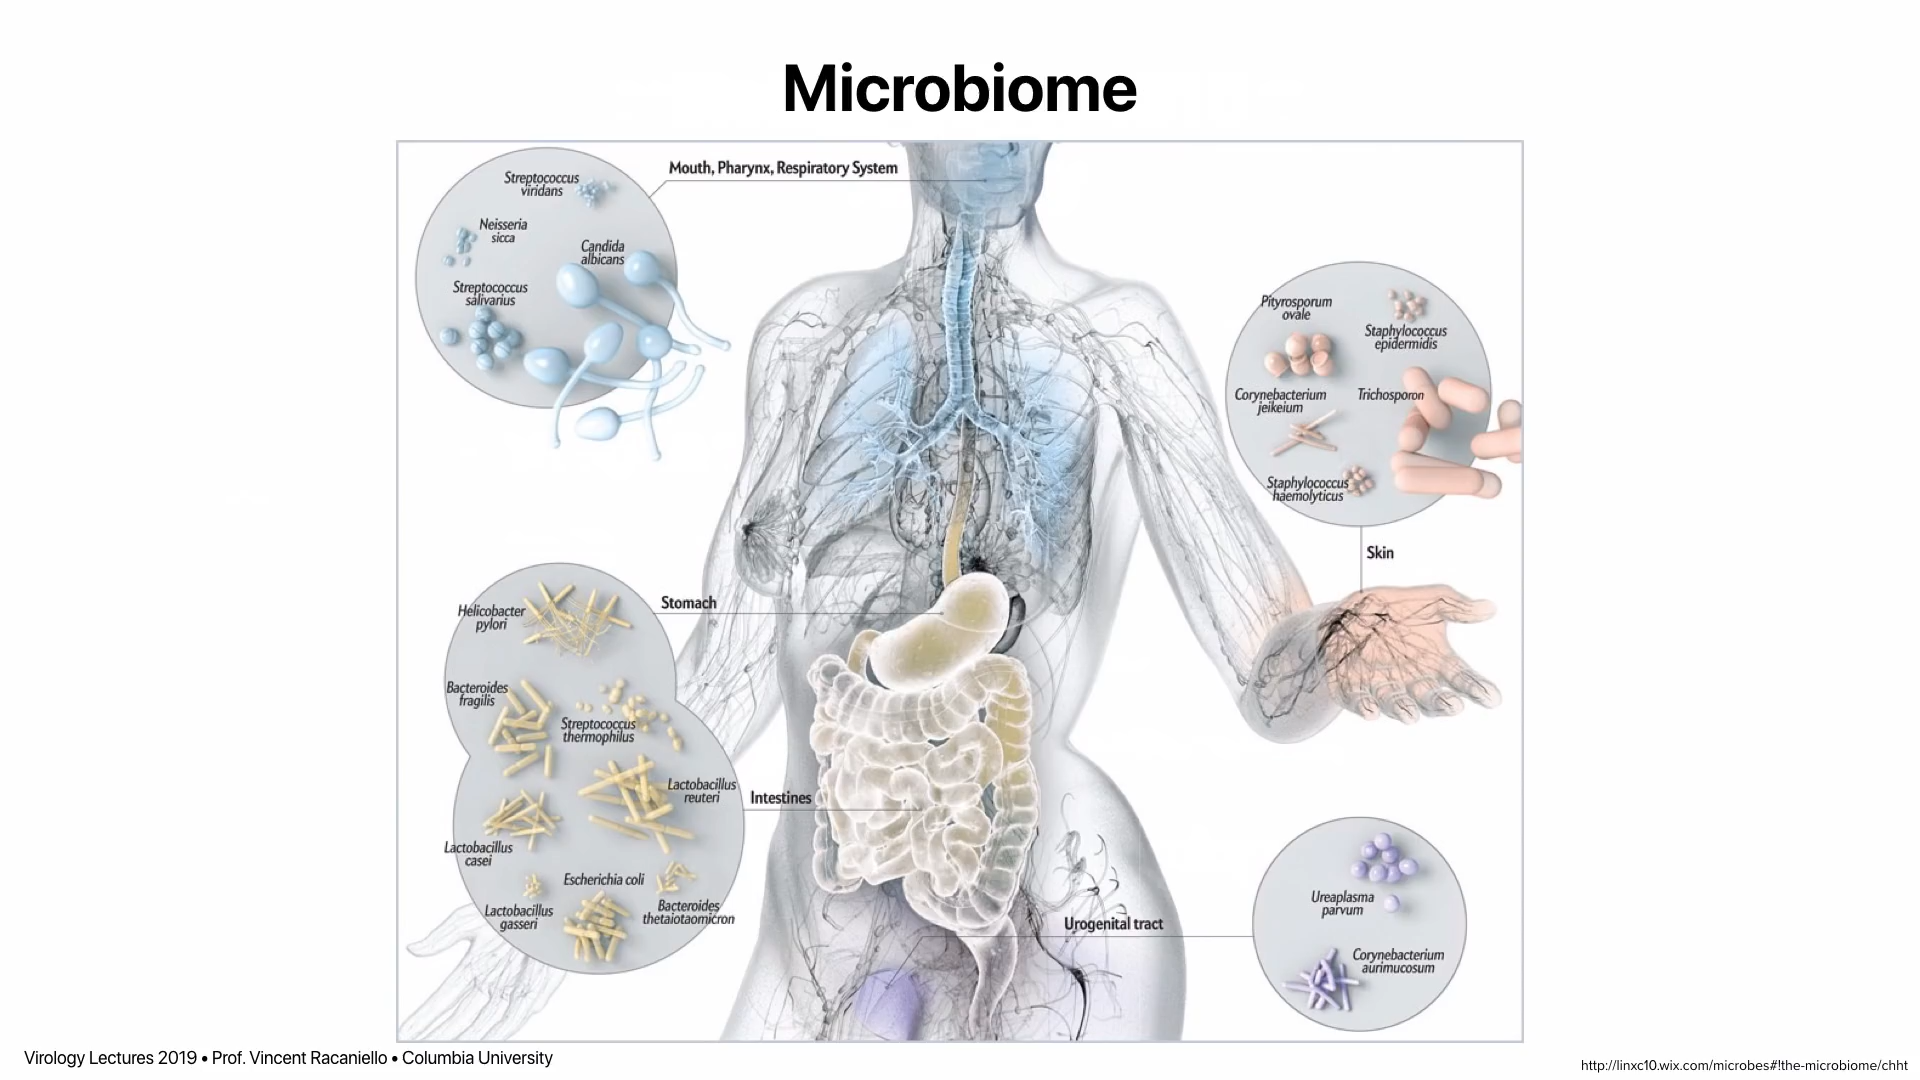 Microbiome
Mouth, Pharynx, Respiratory System
Streptococcus
viridans
Neisseria
sicca
Candida
albicans
Streptococcus
salivarius
Pityrosporum
ovale
Staphylococcus
epidermidis
Corynebacterium
jeikeium
Trichosporon
Staphylococcus
haemolyticus
Skin
Stomach
Helicobacter
pylori
Bacteroides
fragilis
Streptococcus
thermophilus
Lactobacillus
reuteri
Intestines
Lactobacillus
casei
Escherichia coli
Lactobacillus
gasseri
Bacteroides
thetaiotaomicron
Urogenital tract
Ureaplasma
parvum
Corynebacterium
aurimucosum
Virology Lectures 2019 • Prof. Vincent Racaniello • Columbia University
http://linxc10.wix.com/microbes#!the-microbiome/chht